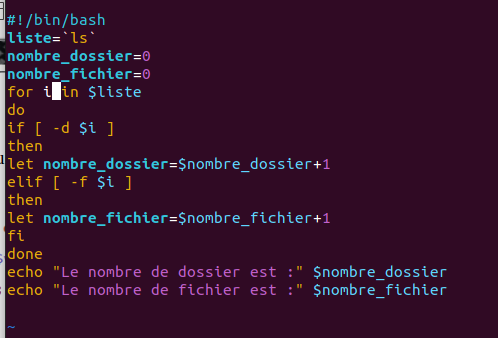 #!/bin/bash
liste=`ls`
nombre_dossier=0
nombre_fichier=0
for i in $liste
do
if [ -d $i ]
then
let nombre_dossier=$nombre_dossier+1
elif [ -f $i ]
then
let nombre_fichier=$nombre_fichier+1
fi
done
echo "Le nombre de dossier est :" $nombre_dossier
echo "Le nombre de fichier est :" $nombre_fichier
~